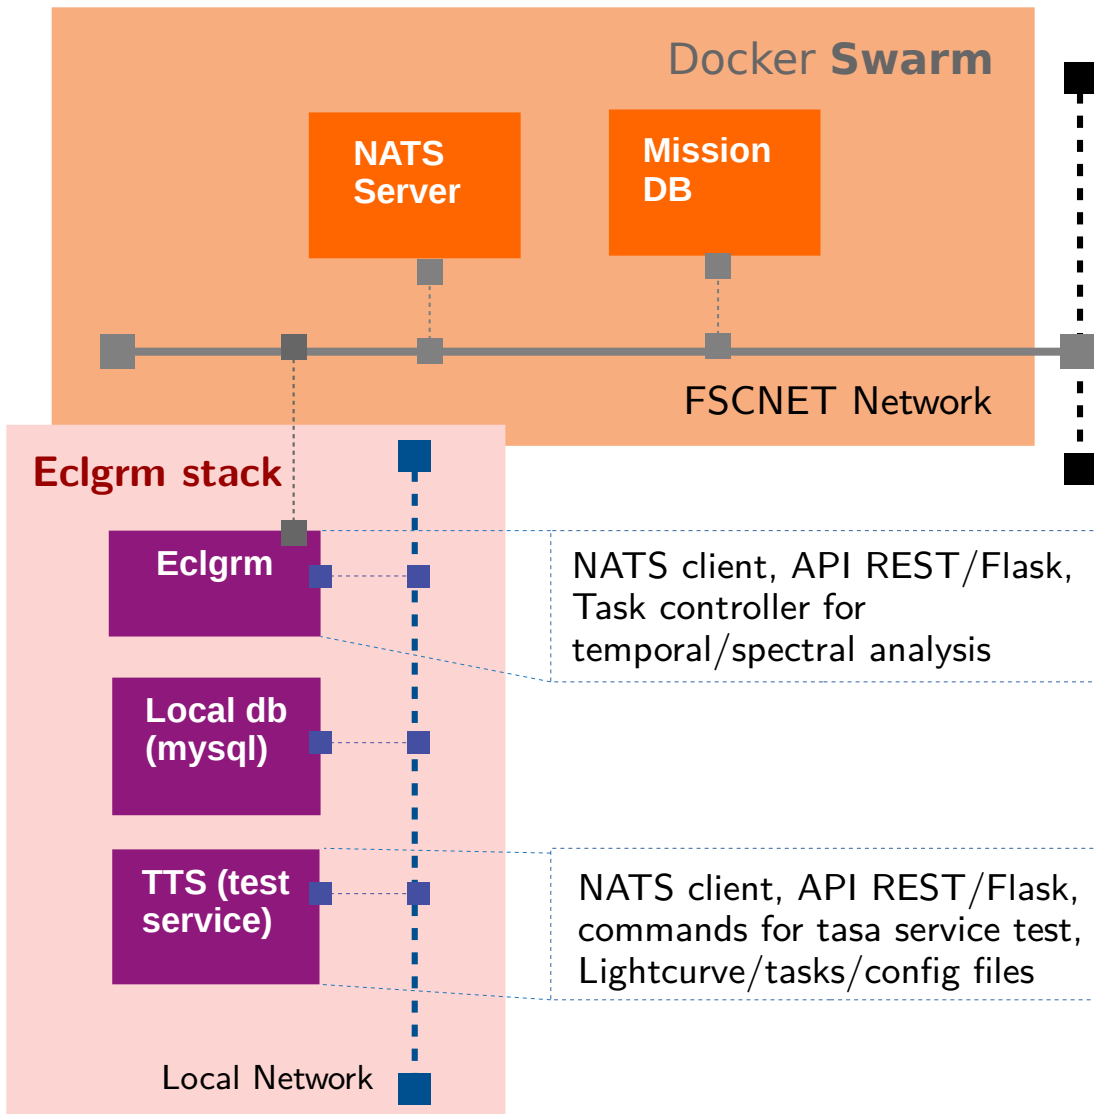 Docker Swarm
NATS
Server
Mission
DB
FSCNET Network
Eclgrm stack
Eclgrm
NATS client, API REST/Flask,
Task controller for
temporal/spectral analysis
Local db
(mysql)
TTS (test
service)
NATS client, API REST/Flask,
commands for tasa service test,
Lightcurve/tasks/config files
Local Network